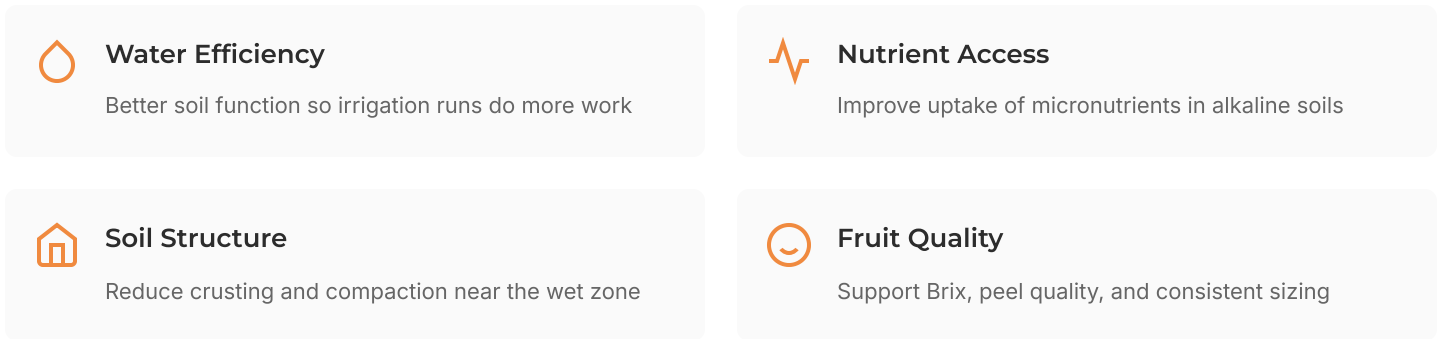 Water Efficiency
Better soil function so irrigation runs do more work
Nutrient Access
Improve uptake of micronutrients in alkaline soils
Soil Structure
Reduce crusting and compaction near the wet zone
Fruit Quality
Support Brix, peel quality, and consistent sizing